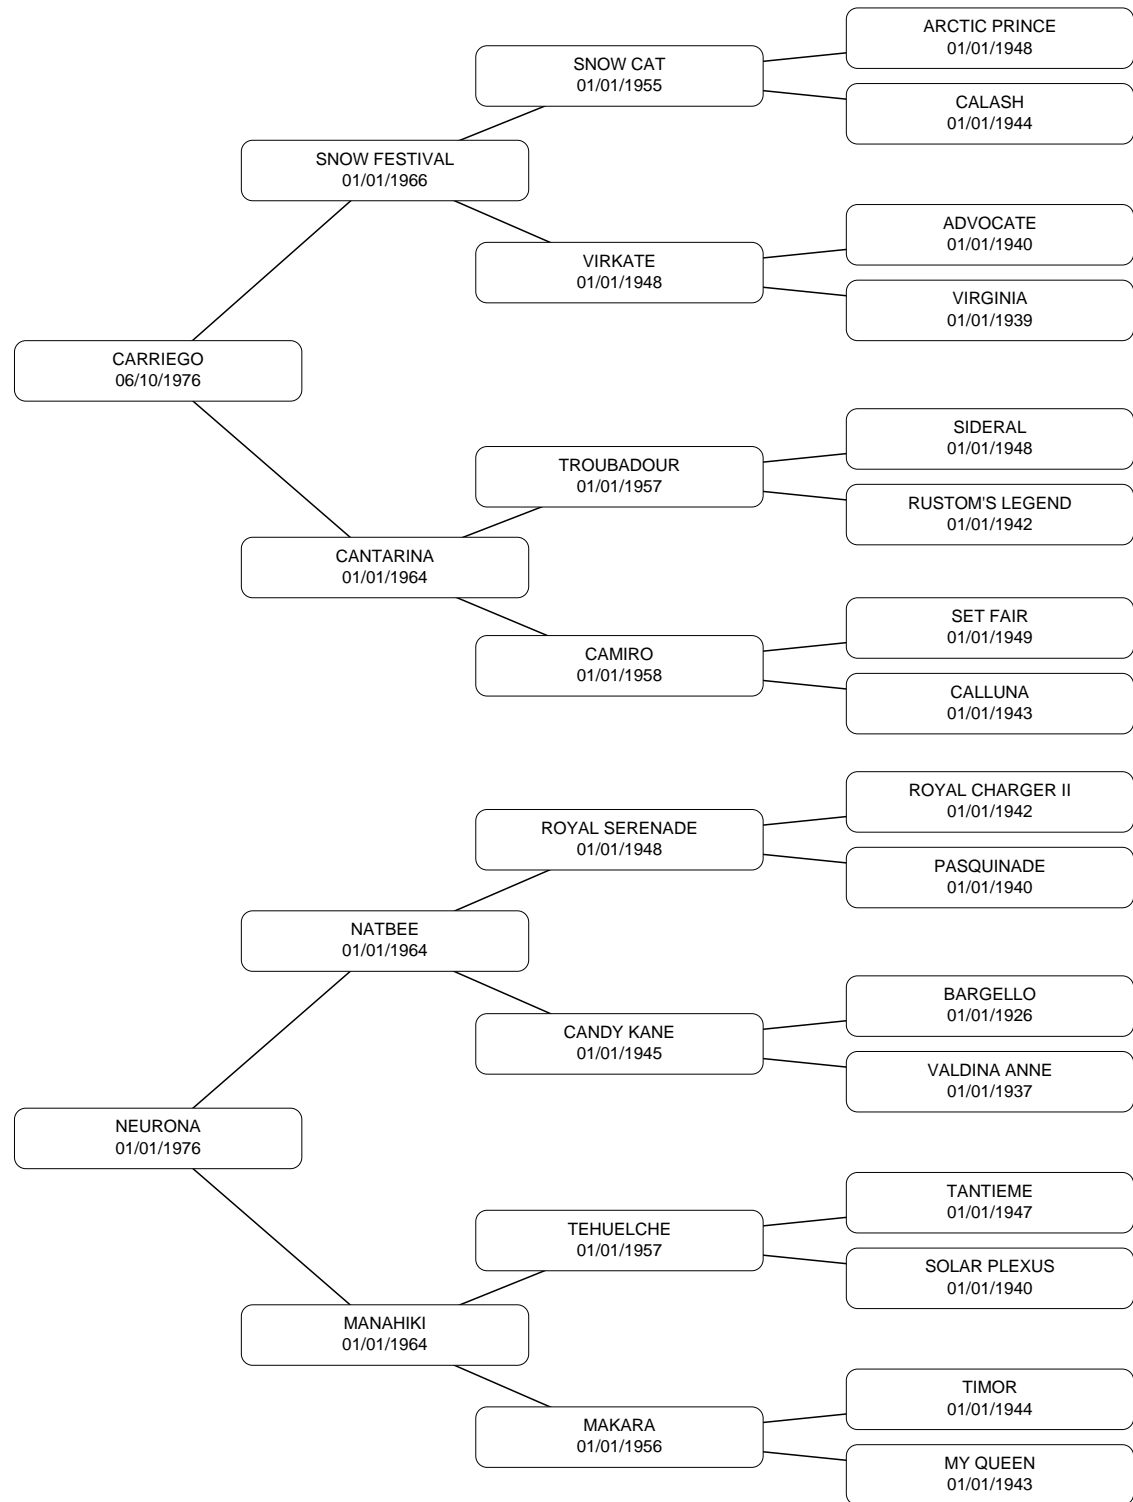 ARCTIC PRINCE
01/01/1948
SNOW CAT
01/01/1955
CALASH
01/01/1944
SNOW FESTIVAL
01/01/1966
ADVOCATE
01/01/1940
VIRKATE
01/01/1948
VIRGINIA
01/01/1939
CARRIEGO
06/10/1976
SIDERAL
01/01/1948
TROUBADOUR
01/01/1957
RUSTOM'S LEGEND
01/01/1942
CANTARINA
01/01/1964
SET FAIR
01/01/1949
CAMIRO
01/01/1958
CALLUNA
01/01/1943
ROYAL CHARGER II
01/01/1942
ROYAL SERENADE
01/01/1948
PASQUINADE
01/01/1940
NATBEE
01/01/1964
BARGELLO
01/01/1926
CANDY KANE
01/01/1945
VALDINA ANNE
01/01/1937
NEURONA
01/01/1976
TANTIEME
01/01/1947
TEHUELCHE
01/01/1957
SOLAR PLEXUS
01/01/1940
MANAHIKI
01/01/1964
TIMOR
01/01/1944
MAKARA
01/01/1956
MY QUEEN
01/01/1943